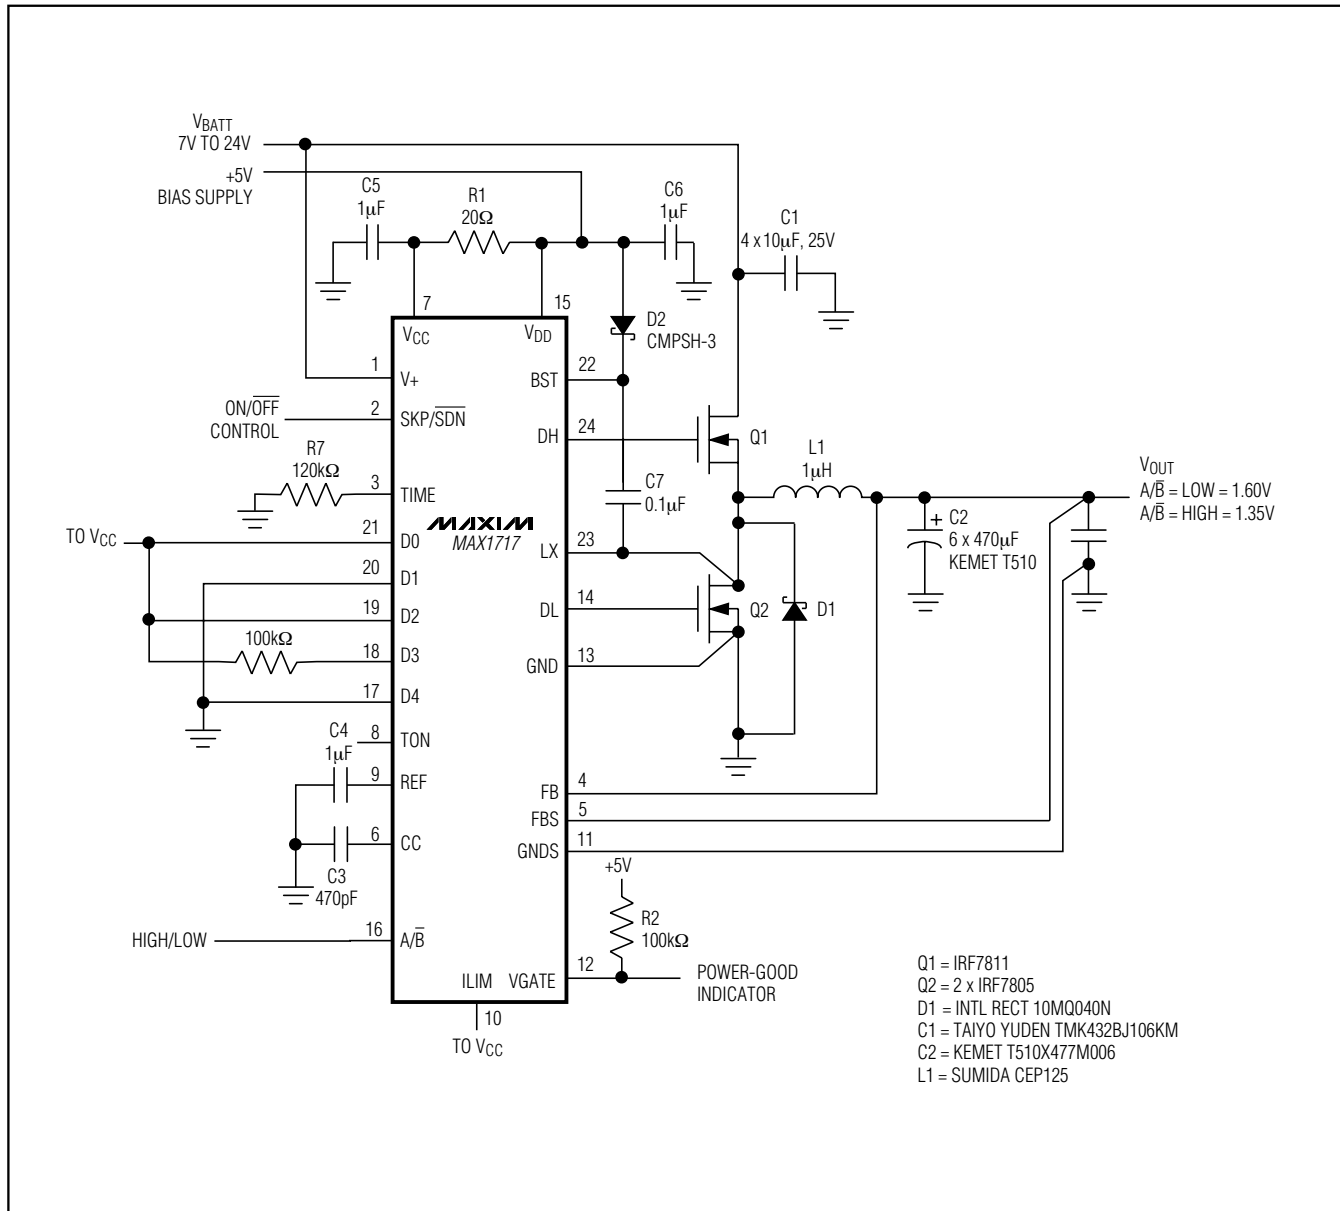 VBATT
7V TO 24V
+5V
BIAS SUPPLY
C5
1μF
R1
20Ω
C6
1μF
C1
4 x 10μF, 25V
7
15
VCC
VDD
D2
CMPSH-3
1
V+
22
BST
ON/OFF
CONTROL
2
SKP/SDN
24
DH
Q1
R7
120kΩ
3
TIME
C7
0.1μF
L1
1μH
VOUT
A/B = LOW = 1.60V
A/B = HIGH = 1.35V
+
C2
6 x 470μF
KEMET T510
MAXIM
MAX1717
TO VCC
21
D0
23
LX
20
D1
19
D2
14
DL
Q2
D1
100kΩ
18
D3
13
GND
17
D4
C4
1μF
8
TON
9
REF
4
FB
5
FBS
6
CC
11
GNDS
C3
470pF
+5V
R2
100kΩ
HIGH/LOW
16
A/B
12
ILIM
VGATE
POWER-GOOD
INDICATOR
10
TO VCC
Q1 = IRF7811
Q2 = 2 x IRF7805
D1 = INTL RECT 10MQ040N
C1 = TAIYO YUDEN TMK432BJ106KM
C2 = KEMET T510X477M006
L1 = SUMIDA CEP125